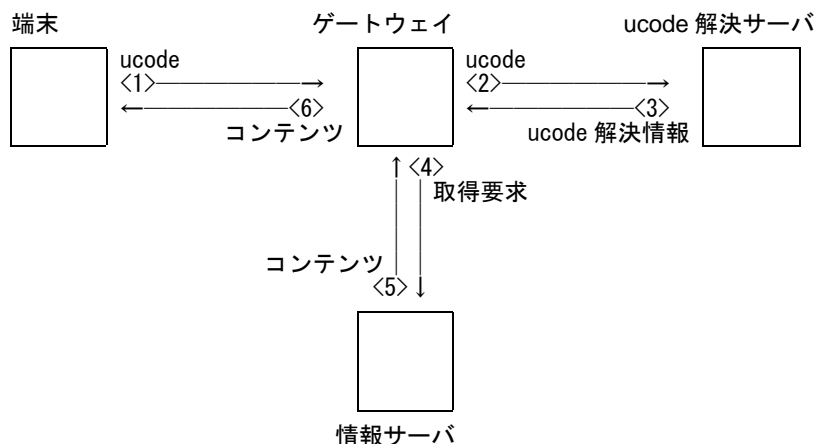 端末
ゲートウェイ
ucode 解決サーバ
ucode
<1>
<6>
コンテンツ
ucode
<2>
<3>
ucode 解決情報
<4>
取得要求
コンテンツ
<5>
情報サーバ